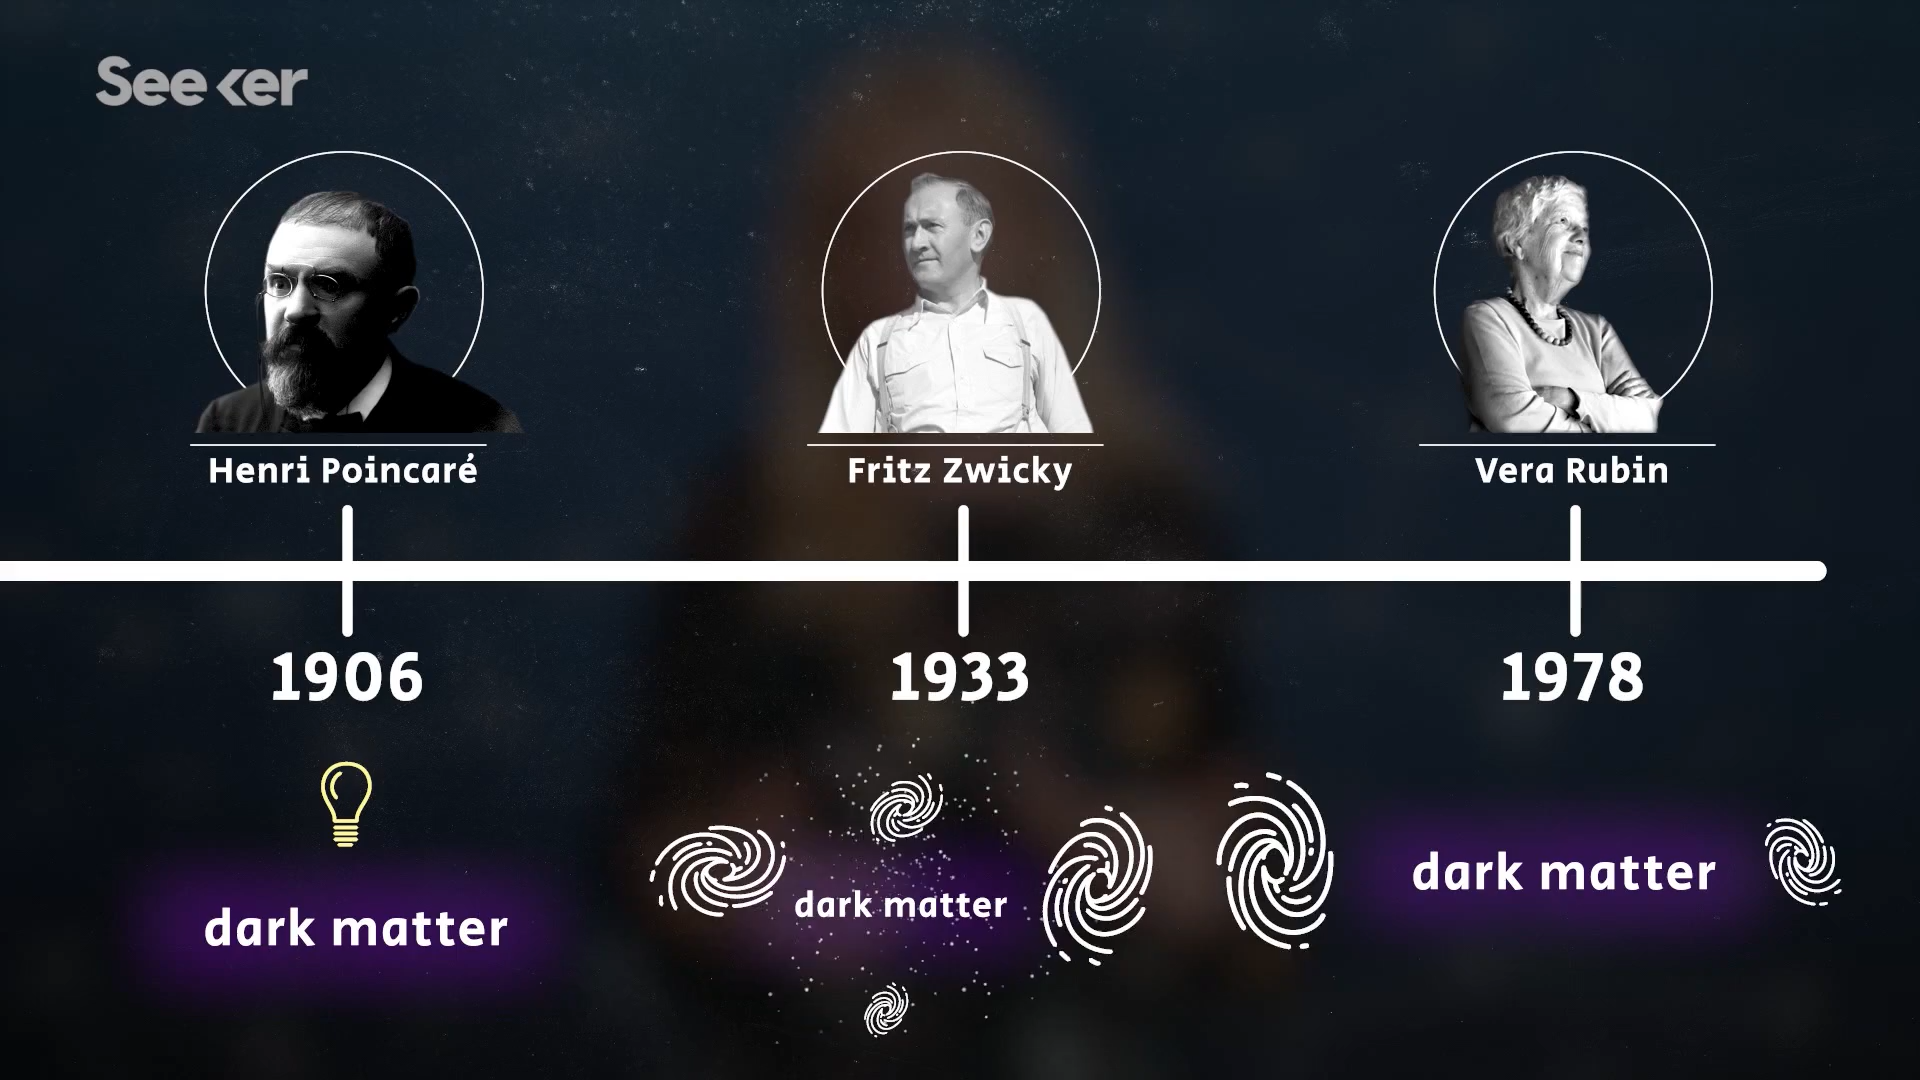 Seeker
Henri Poincaré
Fritz Zwicky
Vera Rubin
1906
1933
1978
dark matter
dark matter
dark matter